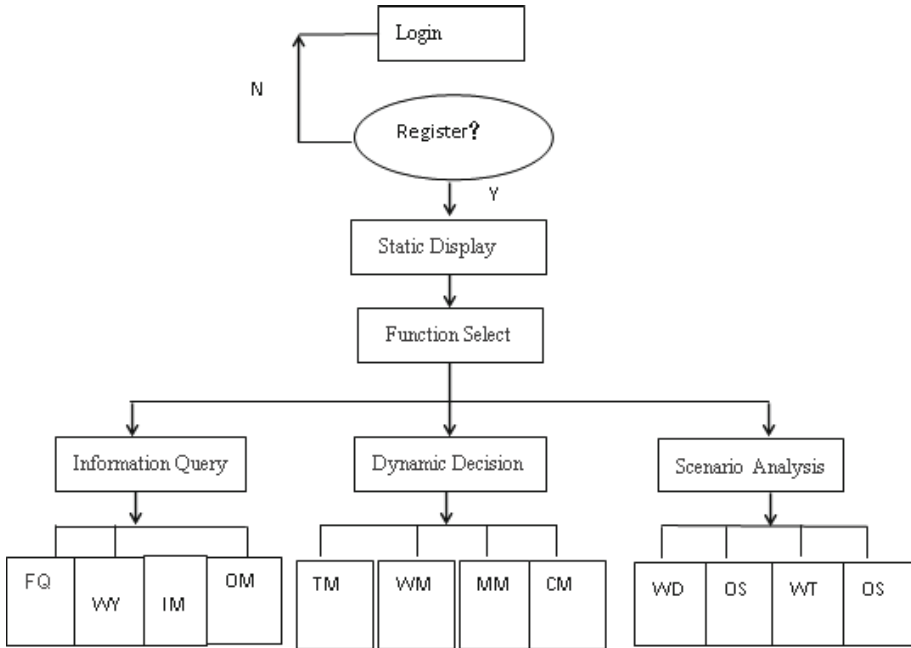 Login
N
Register?
Y
Static Display
Function Select
Information Query
Dynamic Decision
Scenario Analysis
FQ
WY
IM
OM
TM
WM
MM
CM
WD
OS
WT
OS